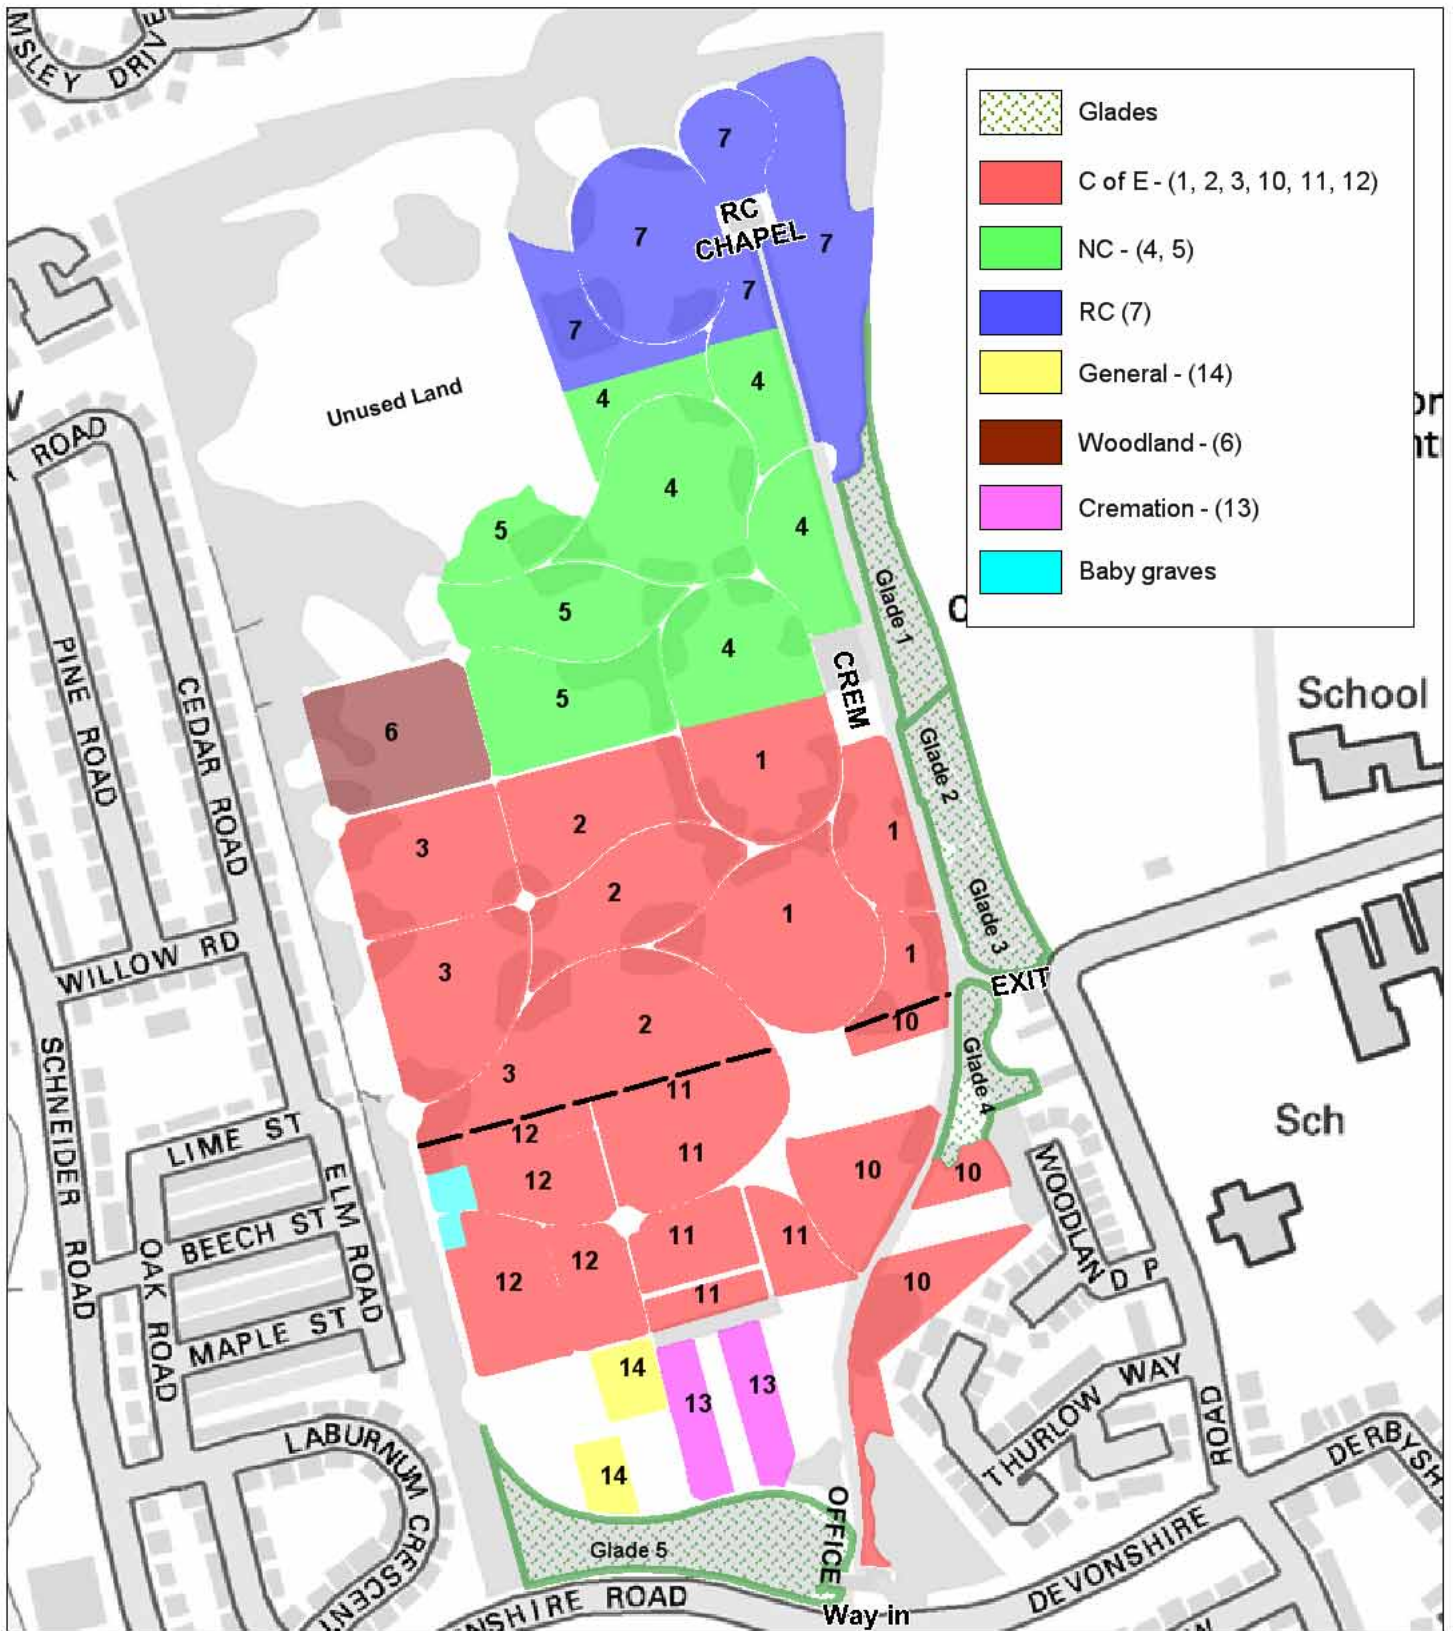 MSLEY DRIVE
Glades
C of E - (1, 2, 3, 10, 11, 12)
NC - (4, 5)
RC (7)
General - (14)
Woodland - (6)
Cremation - (13)
Baby graves
7
7
RC
CHAPEL
7
7
7
Unused Land
4
4
4
4
5
5
4
5
6
ROAD
PINE ROAD
CEDAR ROAD
Glade 1
CREM
Glade 2
Glade 3
School
1
2
3
1
2
1
1
3
WILLOW RD
EXIT
2
10
3
11
Glade 4
Sch
SCHNEIDER ROAD
LIME ST
12
11
12
10
10
WOODLAND P
ELM ROAD
BEECH ST
OAK ROAD
11
11
12
12
11
10
MAPLE ST
14
13
13
14
THURLOW WAY
ROAD
DERBYSH
LABURNUM CRESCENT
OFFICE
Glade 5
NSHIRE ROAD
DEVONSHIRE
Way in